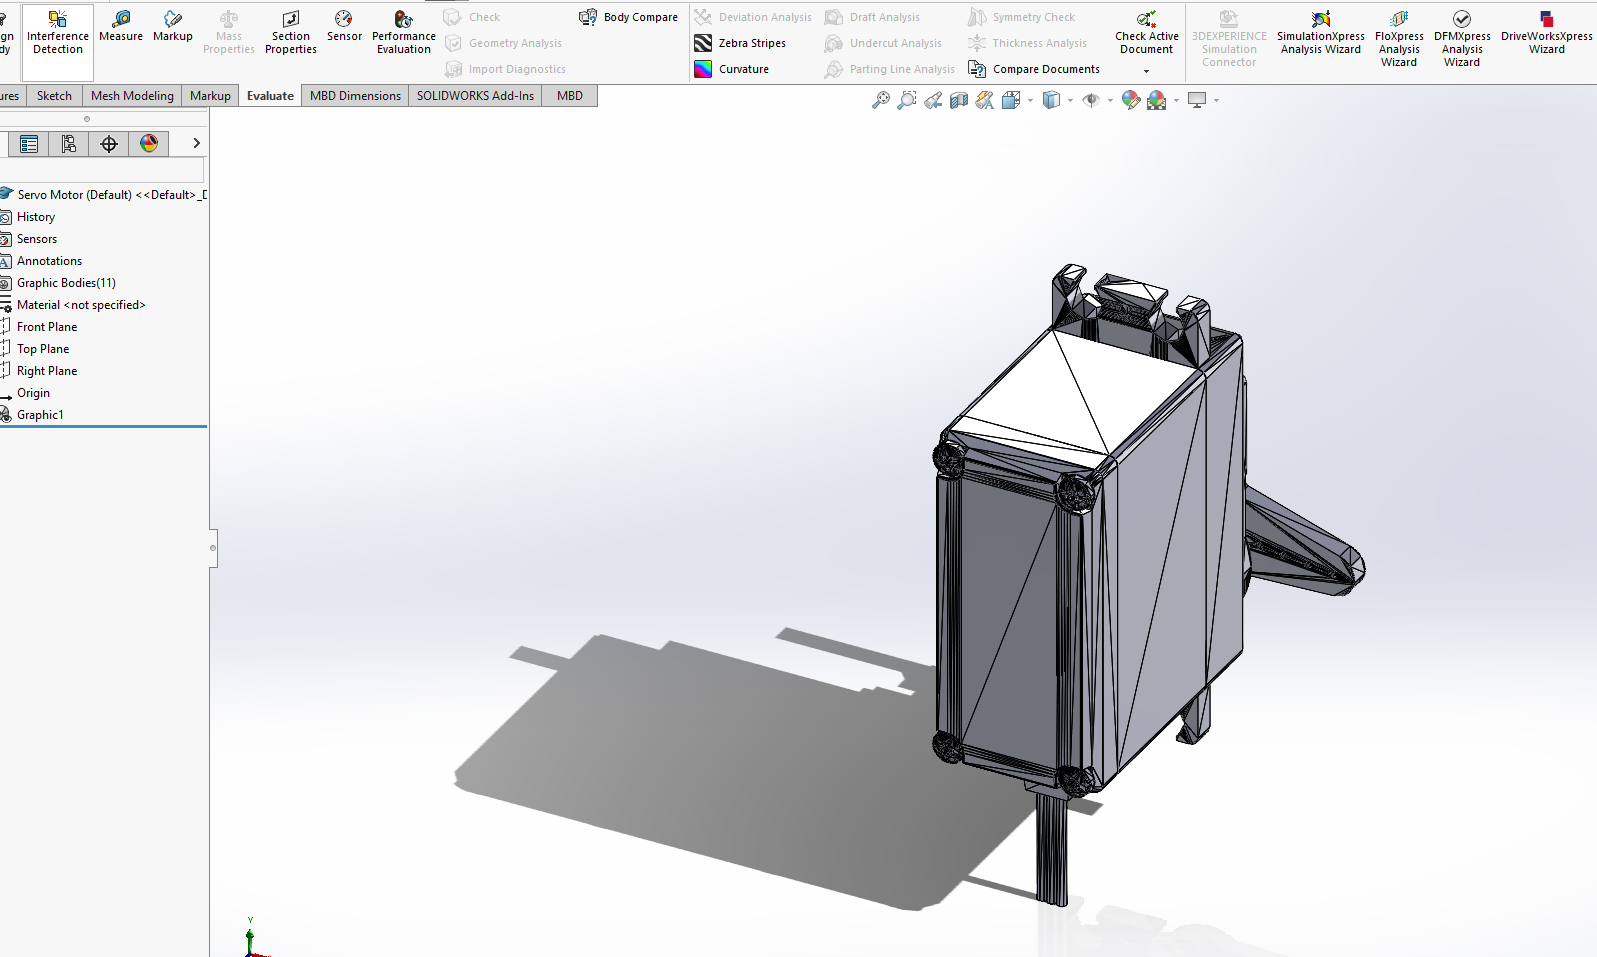 gn
dy
Interference
Detection
Measure
Markup
Mass
Properties
Section
Properties
Sensor
Performance
Evaluation
Check
Geometry Analysis
Import Diagnostics
Body Compare
Deviation Analysis
Zebra Stripes
Curvature
Draft Analysis
Undercut Analysis
Parting Line Analysis
Symmetry Check
Thickness Analysis
Compare Documents
Check Active
Document
3DEXPERIENCE
Simulation
Connector
SimulationXpress
Analysis Wizard
FloXpress
Analysis
Wizard
DFMXpress
Analysis
Wizard
DriveWorksXpress
Wizard
ures Sketch Mesh Modeling Markup Evaluate MBD Dimensions SOLIDWORKS Add-Ins MBD
Servo Motor (Default) <<Default>_D
History
Sensors
Annotations
Graphic Bodies(11)
Material <not specified>
Front Plane
Top Plane
Right Plane
Origin
Graphic1
Y